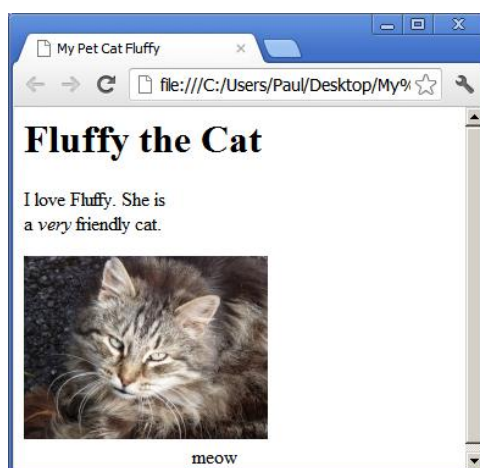 My Pet Cat Fluffy
file:///C:/Users/Paul/Desktop/My%
Fluffy the Cat
I love Fluffy. She is
a very friendly cat.
meow